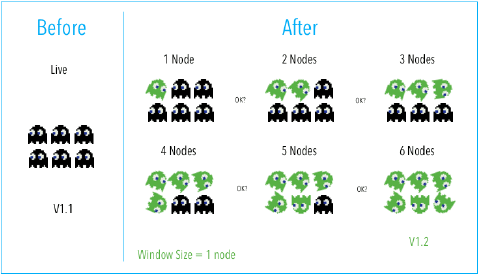 Before
After
Live
1 Node
2 Nodes
3 Nodes
OK?
OK?
4 Nodes
5 Nodes
6 Nodes
OK?
OK?
V1.1
V1.2
Window Size = 1 node